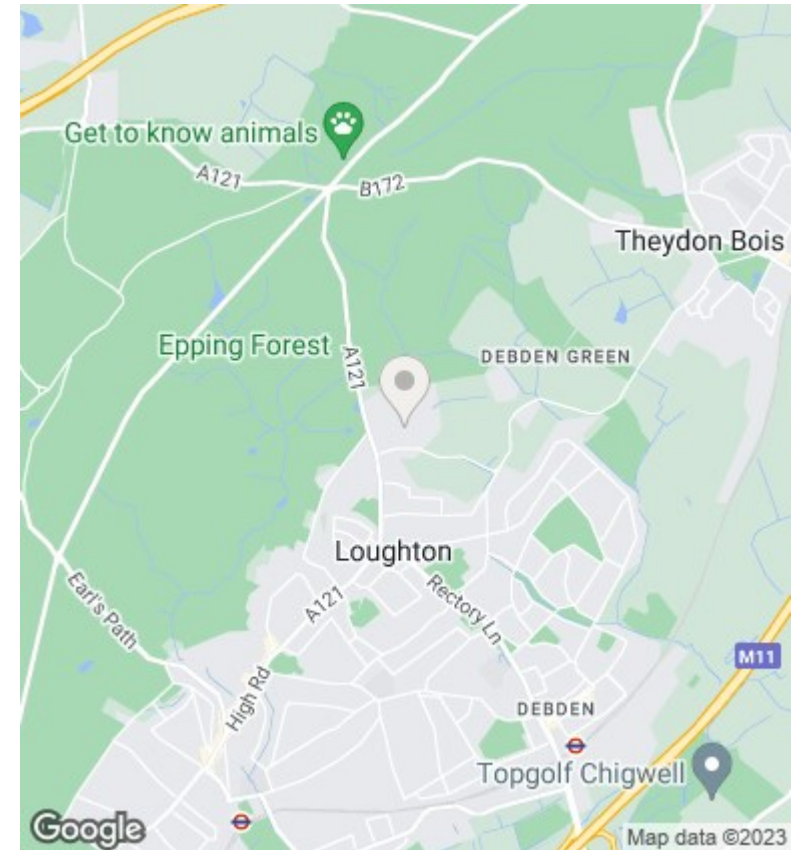 Get to know animals
A121
B172
Theydon Bois
Epping Forest
A121
DEBDEN GREEN
Loughton
Earl's Path
A121
Rectory Ln
High Rd
M11
DEBDEN
Topgolf Chigwell
Google
Map data ©2023